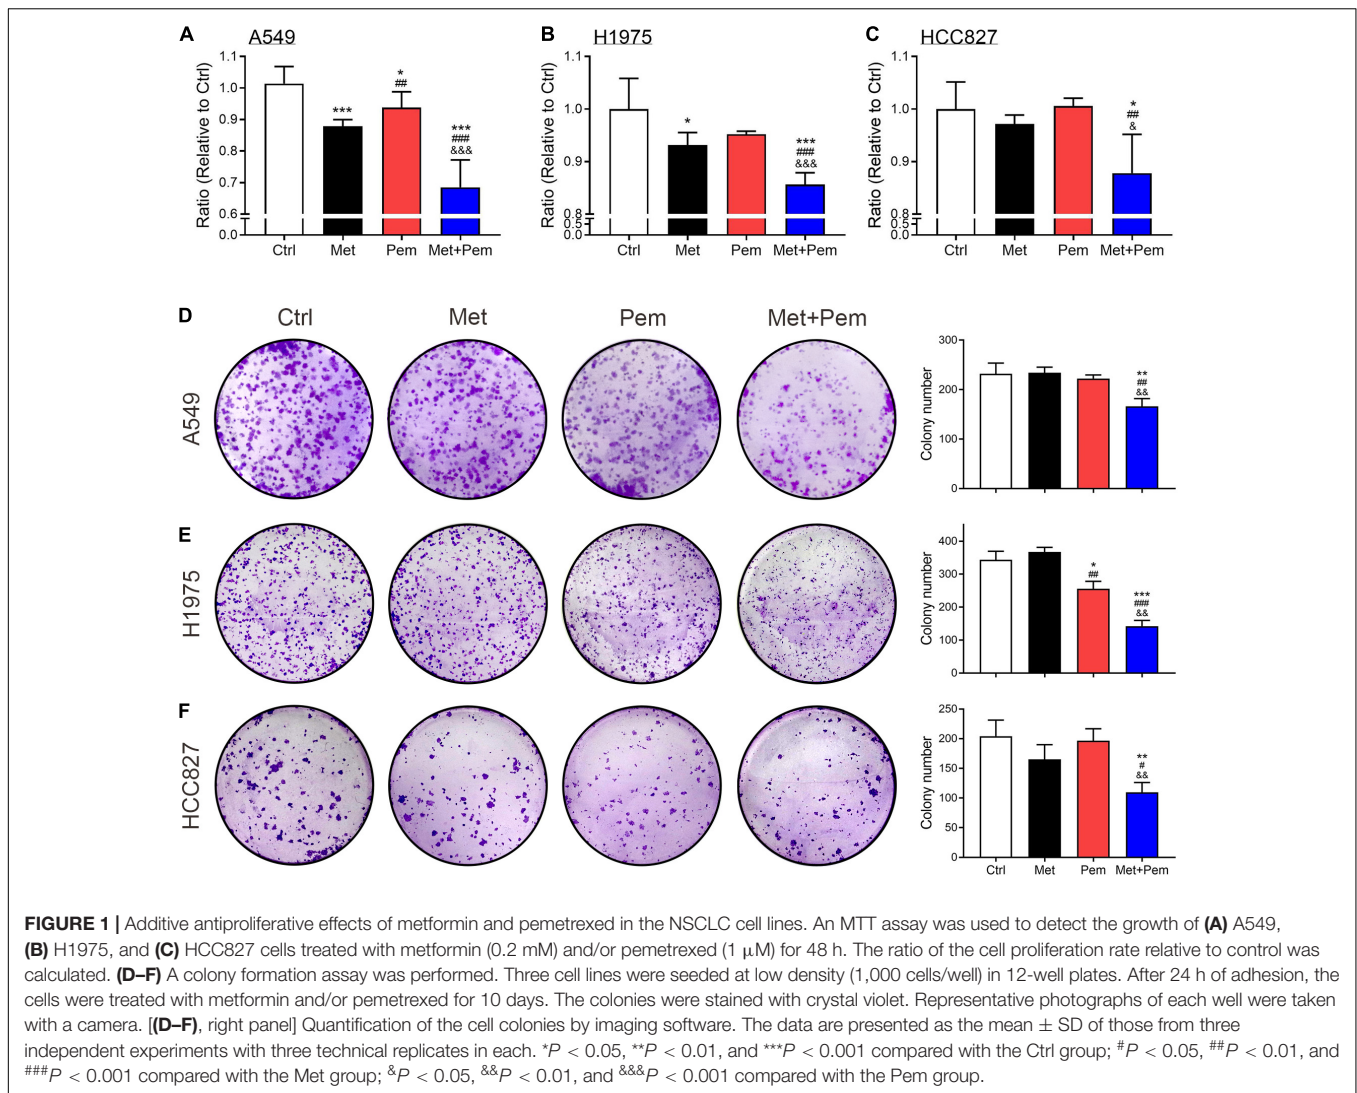 A A549
B H1975
C HCC827
Ratio (Relative to Ctrl)
1.1
1.0
0.9
0.8
0.7
0.6
0.0
*** * ## *** ### &&&
Ctrl Met Pem Met+Pem
Ratio (Relative to Ctrl)
1.1
1.0
0.9
0.8
0.5
0.0
* *** ### &&&
Ctrl Met Pem Met+Pem
Ratio (Relative to Ctrl)
1.1
1.0
0.9
0.8
0.5
0.0
* ## &
Ctrl Met Pem Met+Pem
D Ctrl Met Pem Met+Pem
A549
Colony number
300
200
100
0
** ## &&
E
H1975
Colony number
400
300
200
100
0
* ## *** ### &&
F
HCC827
Colony number
250
200
150
100
50
0
** # &&
Ctrl Met Pem Met+Pem
FIGURE 1 | Additive antiproliferative effects of metformin and pemetrexed in the NSCLC cell lines. An MTT assay was used to detect the growth of (A) A549,
(B) H1975, and (C) HCC827 cells treated with metformin (0.2 mM) and/or pemetrexed (1 μM) for 48 h. The ratio of the cell proliferation rate relative to control was
calculated. (D–F) A colony formation assay was performed. Three cell lines were seeded at low density (1,000 cells/well) in 12-well plates. After 24 h of adhesion, the
cells were treated with metformin and/or pemetrexed for 10 days. The colonies were stained with crystal violet. Representative photographs of each well were taken
with a camera. [(D–F), right panel] Quantification of the cell colonies by imaging software. The data are presented as the mean ± SD of those from three
independent experiments with three technical replicates in each. *P < 0.05, **P < 0.01, and ***P < 0.001 compared with the Ctrl group; #P < 0.05, ##P < 0.01, and
###P < 0.001 compared with the Met group; &P < 0.05, &&P < 0.01, and &&&P < 0.001 compared with the Pem group.